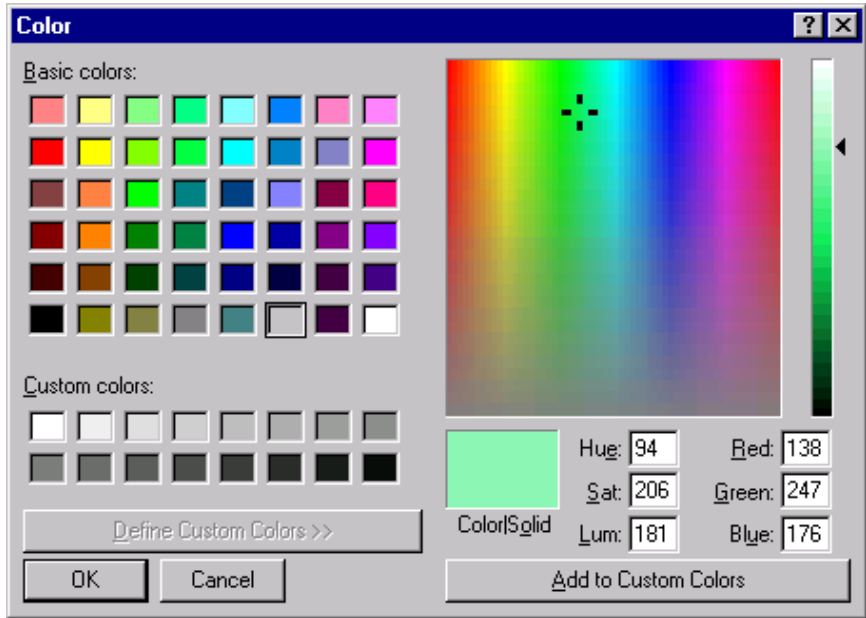 Color
Basic colors:
Custom colors:
Define Custom Colors >>
OK Cancel
Color|Solid
Hue: 94 Red: 138
Sat: 206 Green: 247
Lum: 181 Blue: 176
Add to Custom Colors